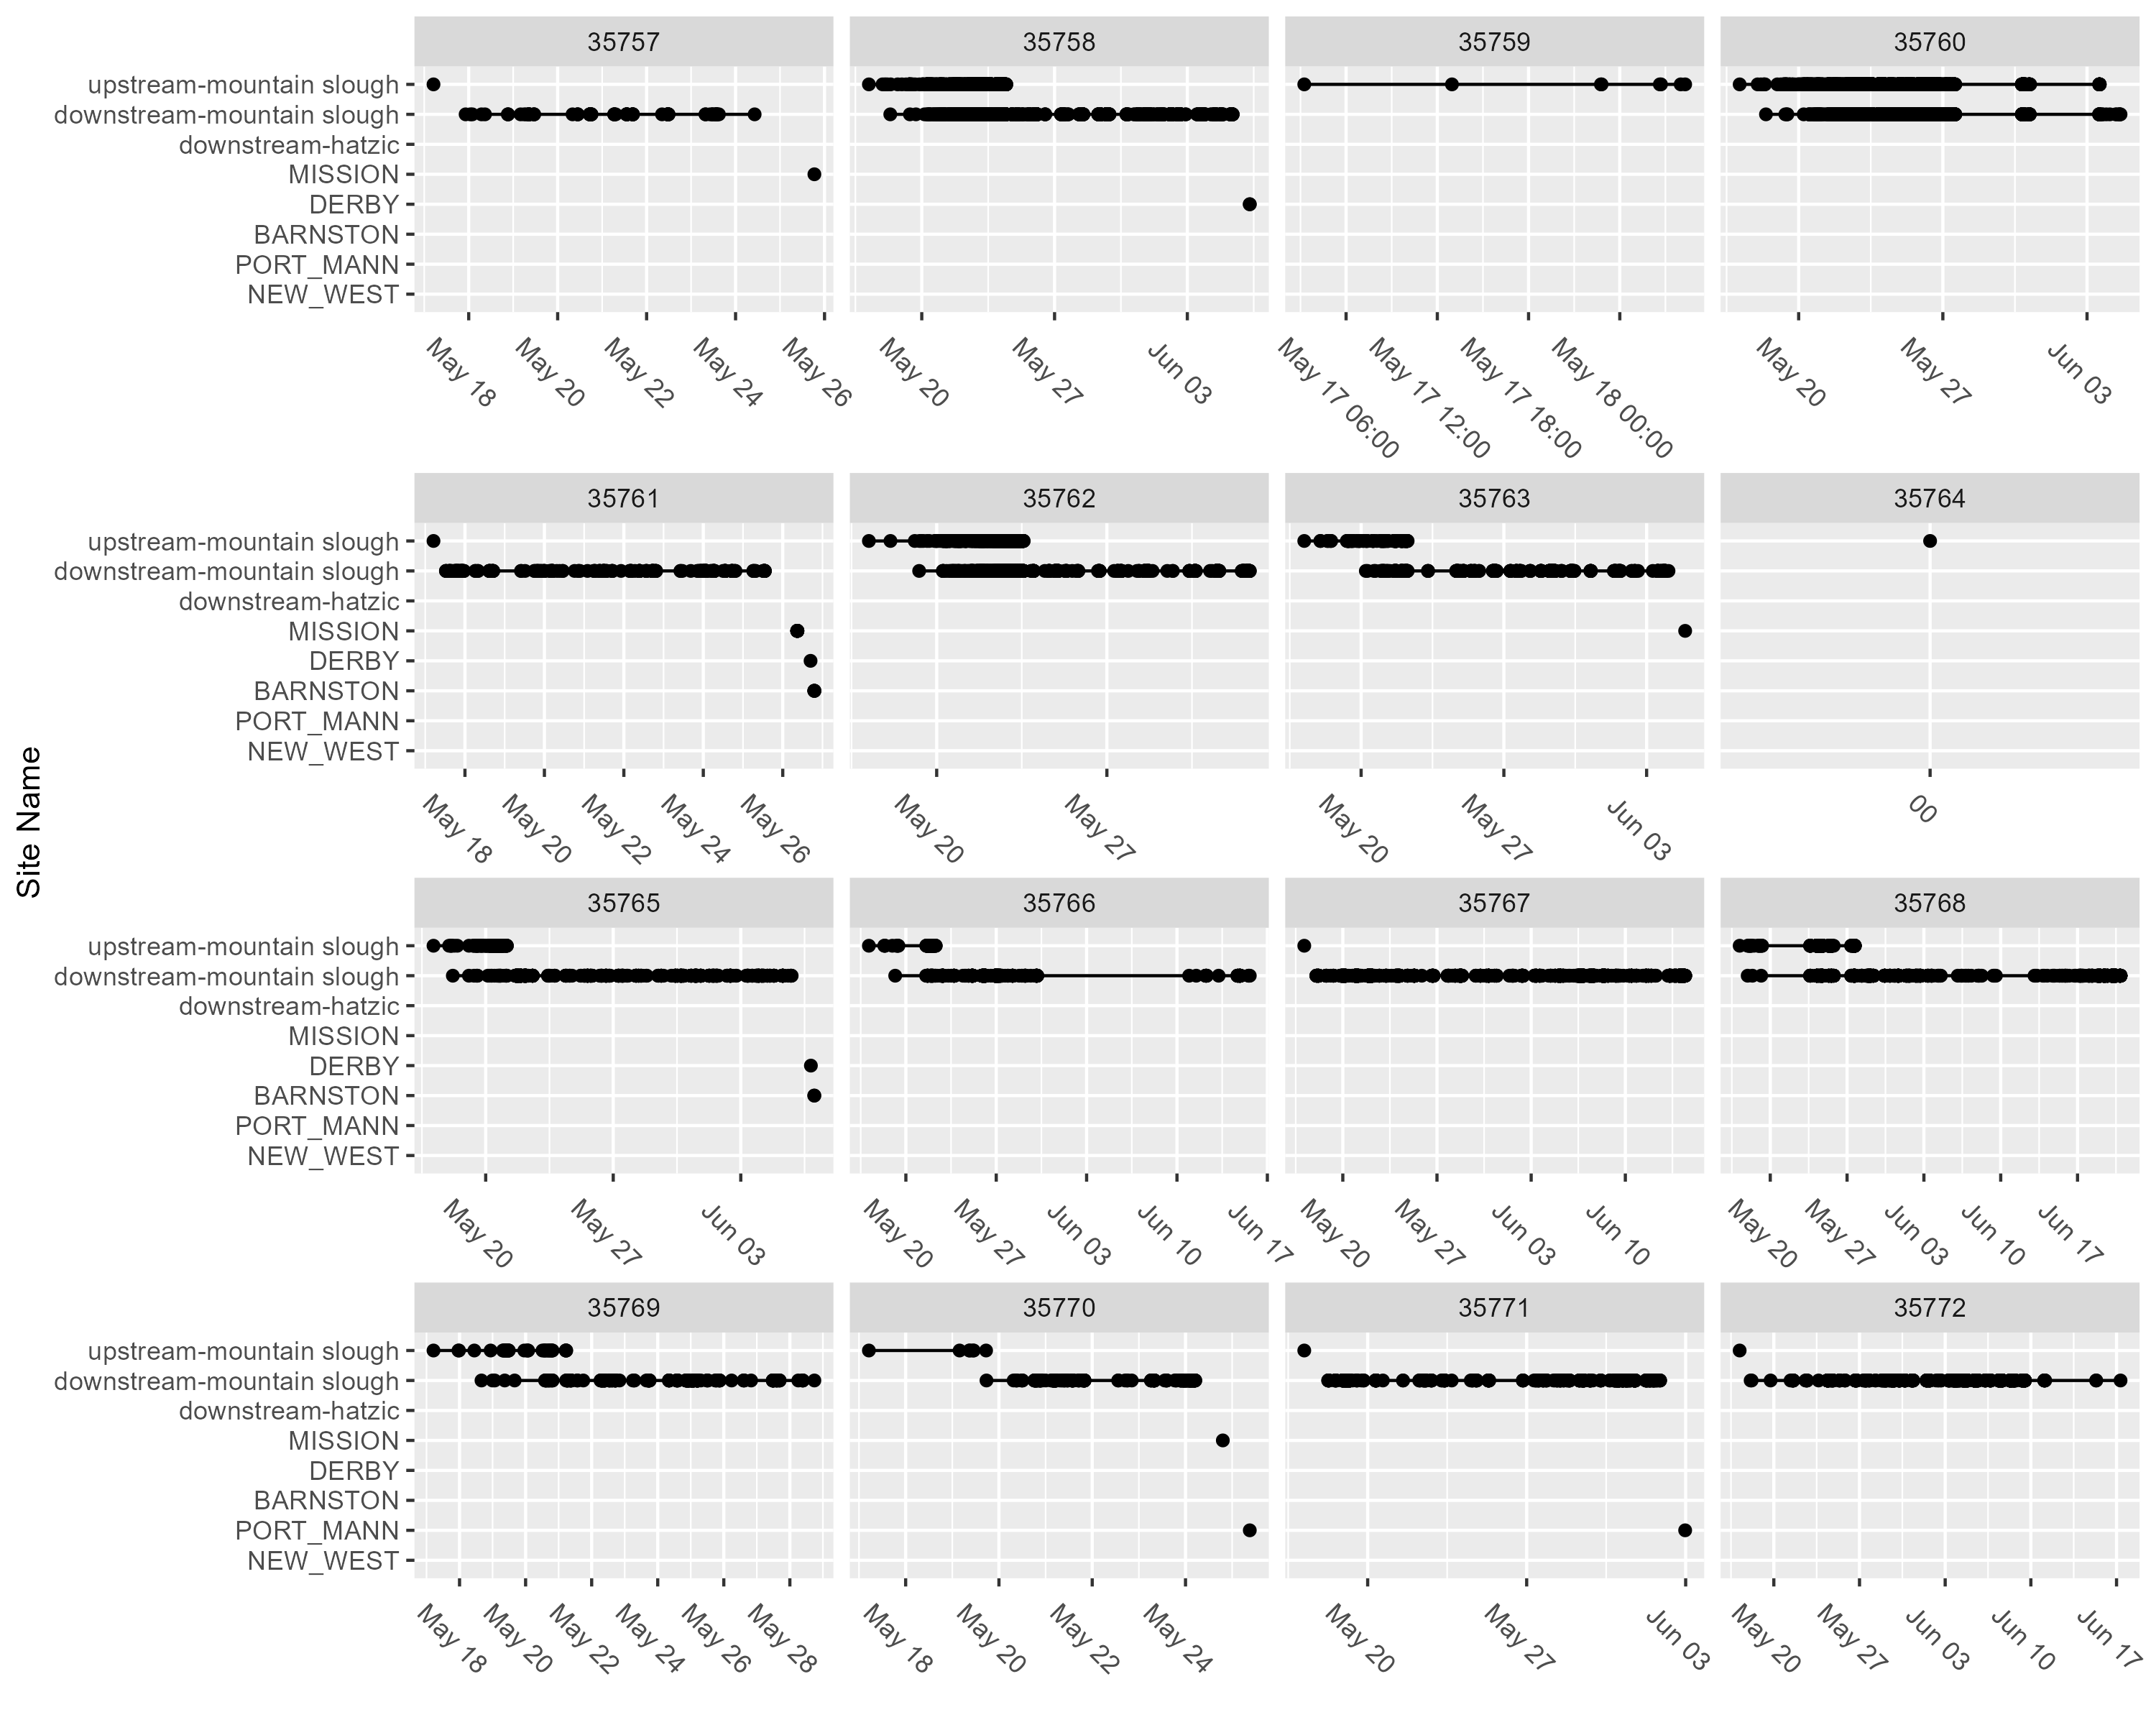 35757 35758 35759 35760
upstream-mountain slough
downstream-mountain slough
downstream-hatzic
MISSION
DERBY
BARNSTON
PORT_MANN
NEW_WEST
May 18 May 20 May 22 May 24 May 26 May 20 May 27 Jun 03 May 17 06:00 May 17 12:00 May 17 18:00 May 18 00:00 May 20 May 27 Jun 03
35761 35762 35763 35764
upstream-mountain slough
downstream-mountain slough
downstream-hatzic
MISSION
DERBY
BARNSTON
PORT_MANN
NEW_WEST
May 18 May 20 May 22 May 24 May 26 May 20 May 27 May 20 May 27 Jun 03 00
Site Name
35765 35766 35767 35768
upstream-mountain slough
downstream-mountain slough
downstream-hatzic
MISSION
DERBY
BARNSTON
PORT_MANN
NEW_WEST
May 20 May 27 Jun 03 May 20 May 27 Jun 03 Jun 10 Jun 17 May 20 May 27 Jun 03 Jun 10 May 20 May 27 Jun 03 Jun 10 Jun 17
35769 35770 35771 35772
upstream-mountain slough
downstream-mountain slough
downstream-hatzic
MISSION
DERBY
BARNSTON
PORT_MANN
NEW_WEST
May 18 May 20 May 22 May 24 May 26 May 28 May 18 May 20 May 22 May 24 May 20 May 27 Jun 03 May 20 May 27 Jun 03 Jun 10 Jun 17